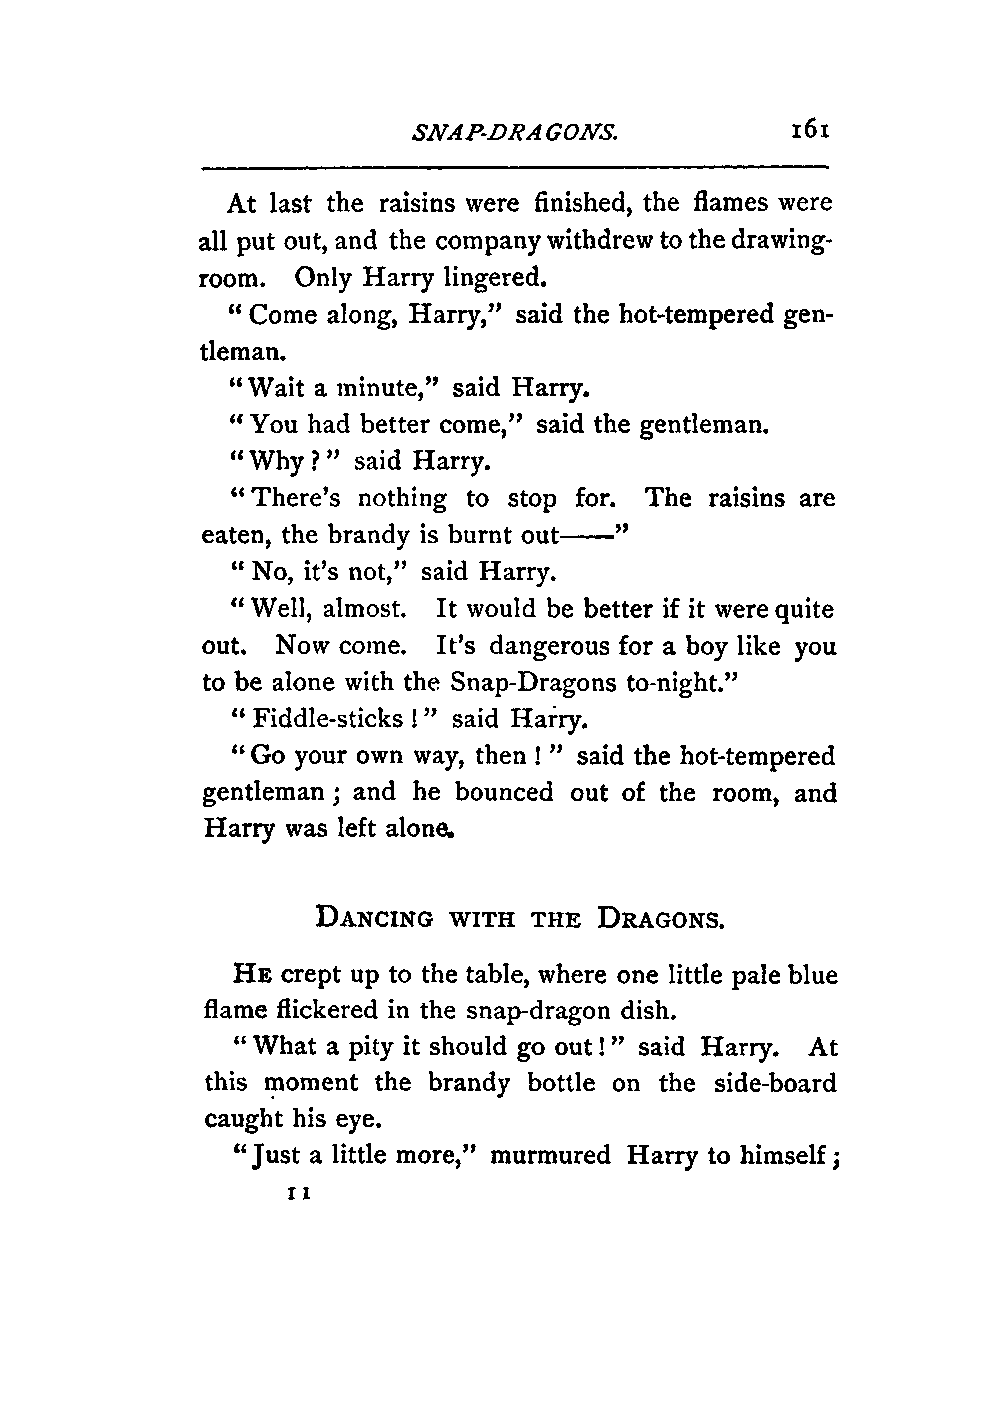 SNAP-DRAGONS. 161
At last the raisins were finished, the flames were
all put out, and the company withdrew to the drawing-
room. Only Harry lingered.
“Come along, Harry,” said the hot-tempered gen-
tleman.
“Wait a minute,” said Harry.
“You had better come,” said the gentleman.
“Why?” said Harry.
“There's nothing to stop for. The raisins are
eaten, the brandy is burnt out——”
“No, it's not,” said Harry.
“Well, almost. It would be better if it were quite
out. Now come. It's dangerous for a boy like you
to be alone with the Snap-Dragons to-night.”
“Fiddle-sticks!” said Harry.
“Go your own way, then!” said the hot-tempered
gentleman; and he bounced out of the room, and
Harry was left alone.
DANCING WITH THE DRAGONS.
HE crept up to the table, where one little pale blue
flame flickered in the snap-dragon dish.
“What a pity it should go out!” said Harry. At
this moment the brandy bottle on the side-board
caught his eye.
“Just a little more,” murmured Harry to himself;
11